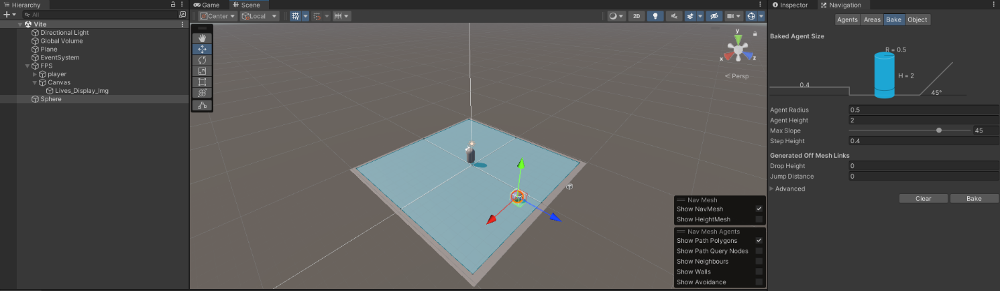 Hierarchy
All
Vite
Directional Light
Global Volume
Plane
EventSystem
FPS
player
Canvas
Lives_Display_Img
Sphere
Game Scene
Center Local 2D
y
x z
Persp
Nav Mesh
Show NavMesh
Show HeightMesh
Nav Mesh Agents
Show Path Polygons
Show Path Query Nodes
Show Neighbours
Show Walls
Show Avoidance
Inspector Navigation
Agents Areas Bake Object
Baked Agent Size
R = 0.5
H = 2
0.4
45°
Agent Radius 0.5
Agent Height 2
Max Slope 45
Step Height 0.4
Generated Off Mesh Links
Drop Height 0
Jump Distance 0
Advanced
Clear Bake